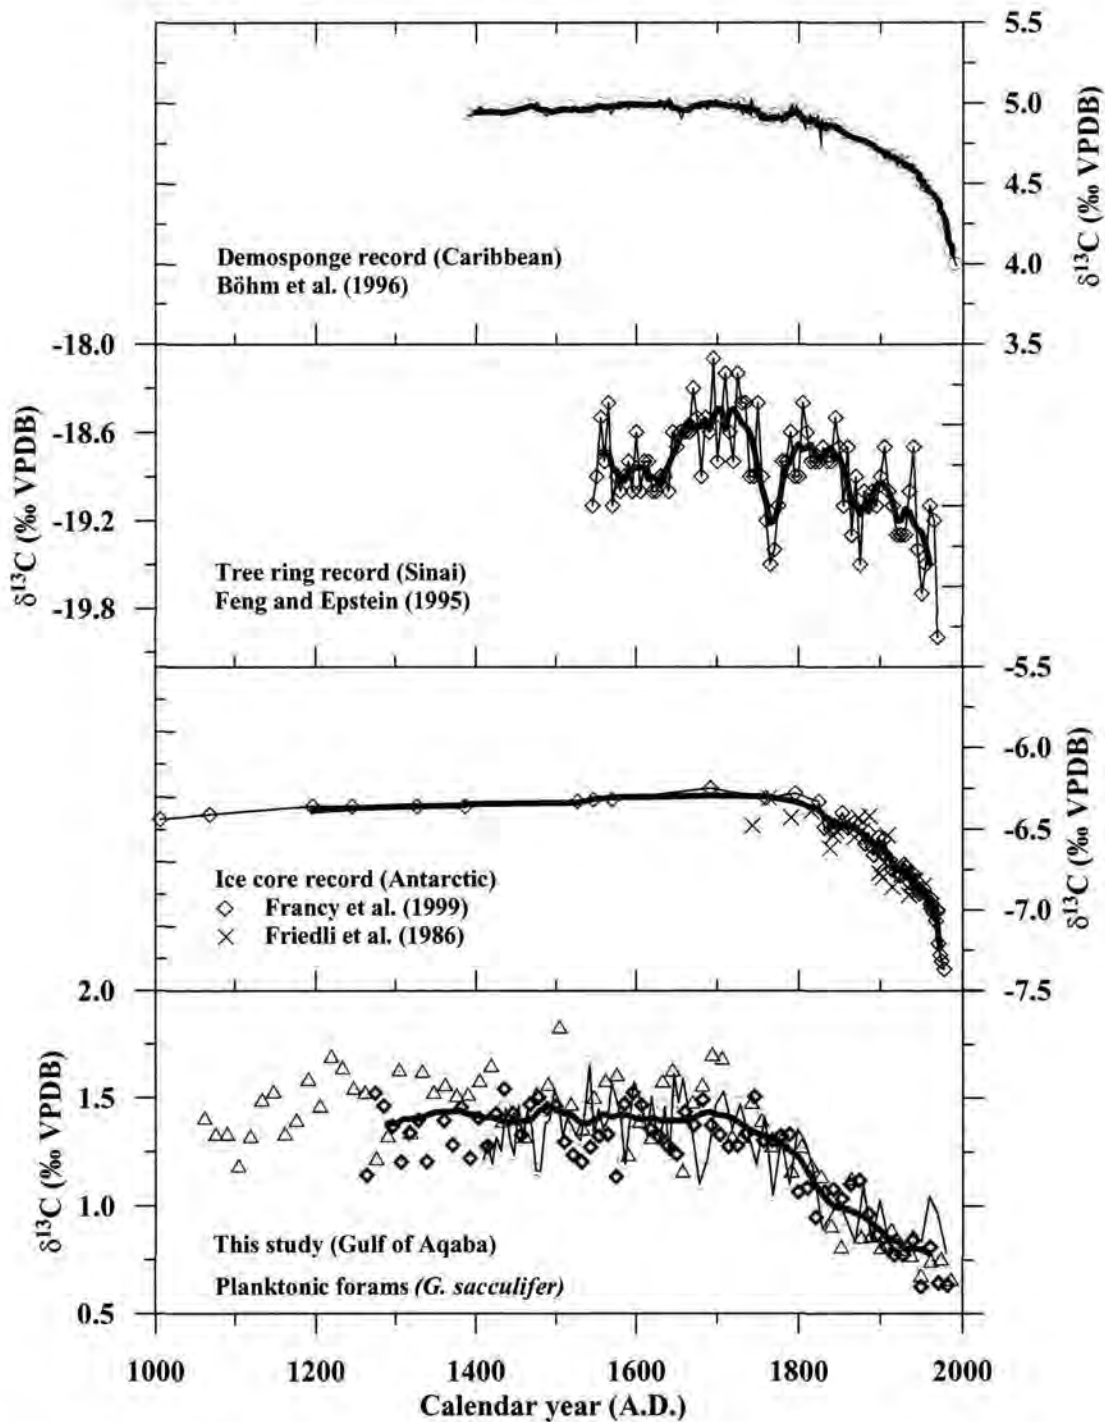 5.5
5.0
4.5
4.0
3.5
δ¹³C (‰ VPDB)
Demosponge record (Caribbean)
Böhm et al. (1996)
-18.0
-18.6
-19.2
-19.8
δ¹³C (‰ VPDB)
Tree ring record (Sinai)
Feng and Epstein (1995)
-5.5
-6.0
-6.5
-7.0
-7.5
δ¹³C (‰ VPDB)
Ice core record (Antarctic)
Francy et al. (1999)
Friedli et al. (1986)
2.0
1.5
1.0
0.5
δ¹³C (‰ VPDB)
This study (Gulf of Aqaba)
Planktonic forams (G. sacculifer)
1000 1200 1400 1600 1800 2000
Calendar year (A.D.)